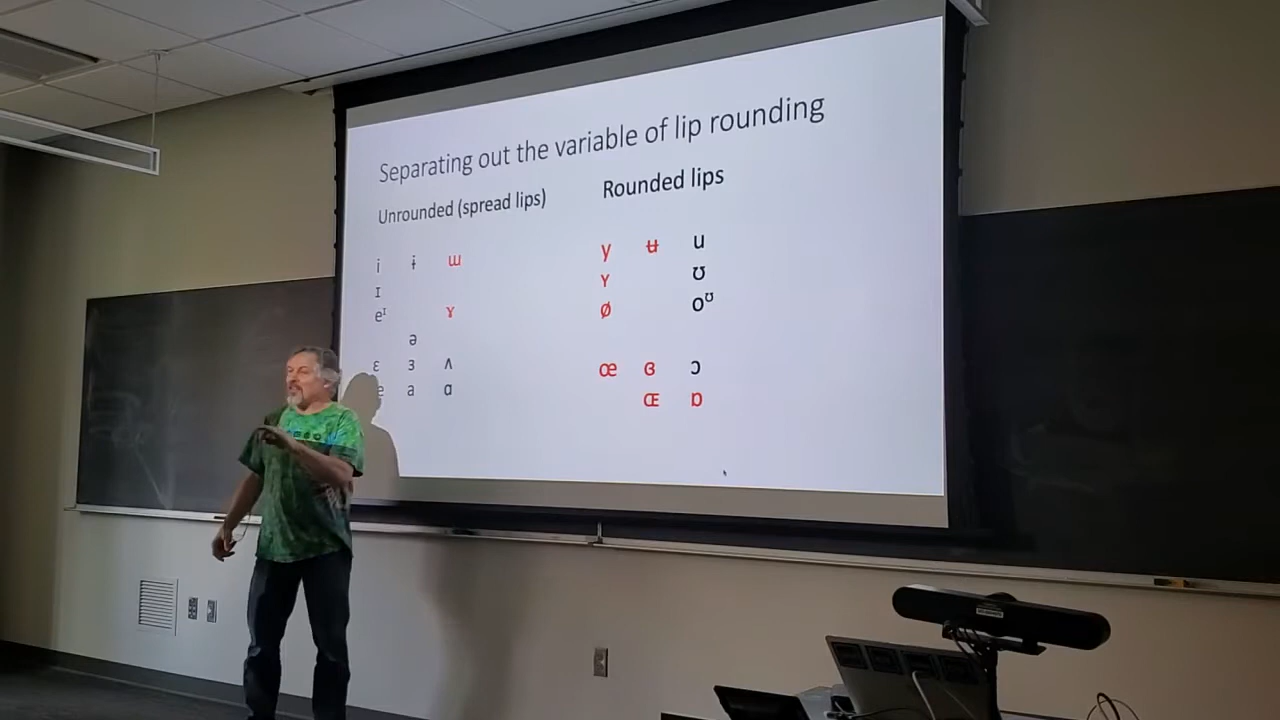 Separating out the variable of lip rounding
Unrounded (spread lips)
Rounded lips
i ɨ ɯ
ɪ
eᶦ ɤ
ə
ɛ ɜ ʌ
a ɑ
y ʉ u
ʏ ʊ
ø oᶷ
œ ɞ ɔ
ɶ ɒ